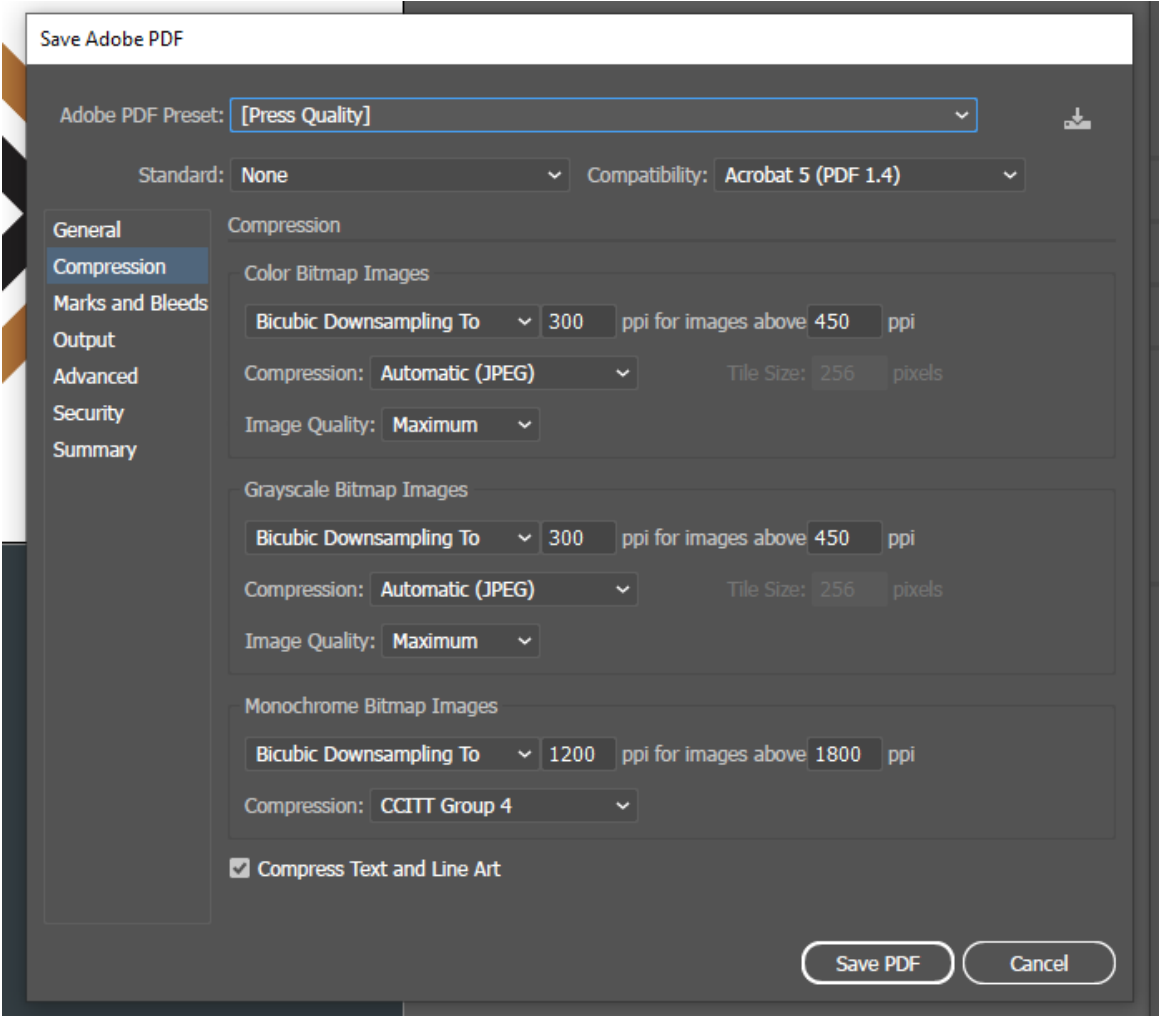 Save Adobe PDF
Adobe PDF Preset: [Press Quality]
Standard: None Compatibility: Acrobat 5 (PDF 1.4)
General
Compression
Marks and Bleeds
Output
Advanced
Security
Summary
Compression
Color Bitmap Images
Bicubic Downsampling To 300 ppi for images above 450 ppi
Compression: Automatic (JPEG) Tile Size: 256 pixels
Image Quality: Maximum
Grayscale Bitmap Images
Bicubic Downsampling To 300 ppi for images above 450 ppi
Compression: Automatic (JPEG) Tile Size: 256 pixels
Image Quality: Maximum
Monochrome Bitmap Images
Bicubic Downsampling To 1200 ppi for images above 1800 ppi
Compression: CCITT Group 4
Compress Text and Line Art
Save PDF Cancel